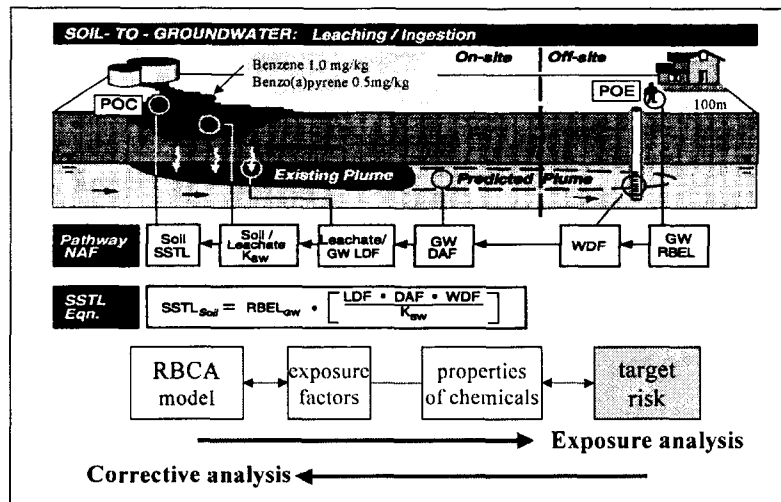 SOIL- TO - GROUNDWATER: Leaching / Ingestion
Benzene 1.0 mg/kg
Benzo(a)pyrene 0.5mg/kg
On-site
Off-site
POC
POE
100m
Existing Plume
Predicted Plume
Pathway
NAF
Soil
SSTL
Soil /
Leachate
Ksw
Leachate/
GW LDF
GW
DAF
WDF
GW
RBEL
SSTL
Eqn.
SSTLSoil = RBELGW • [ LDF • DAF • WDF
Ksw ]
RBCA
model
exposure
factors
properties
of chemicals
target
risk
Exposure analysis
Corrective analysis